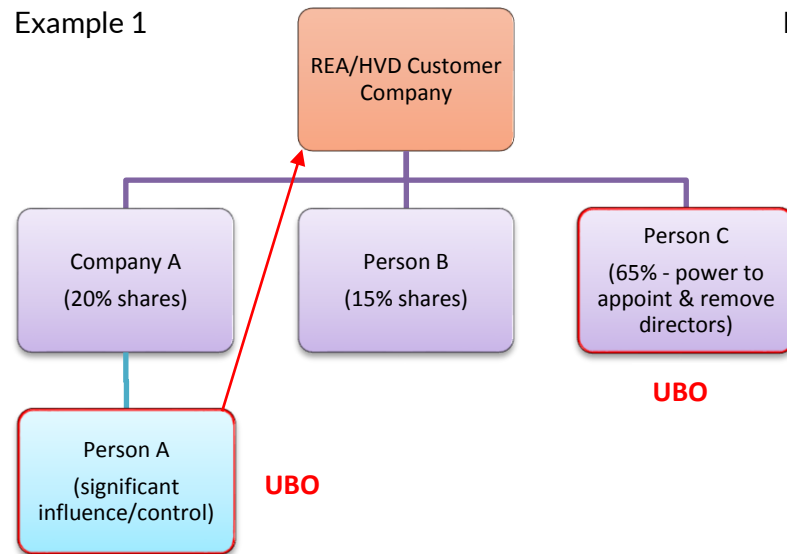 Example 1
REA/HVD Customer
Company
Company A
(20% shares)
Person B
(15% shares)
Person C
(65% - power to
appoint & remove
directors)
UBO
Person A
(significant
influence/control)
UBO